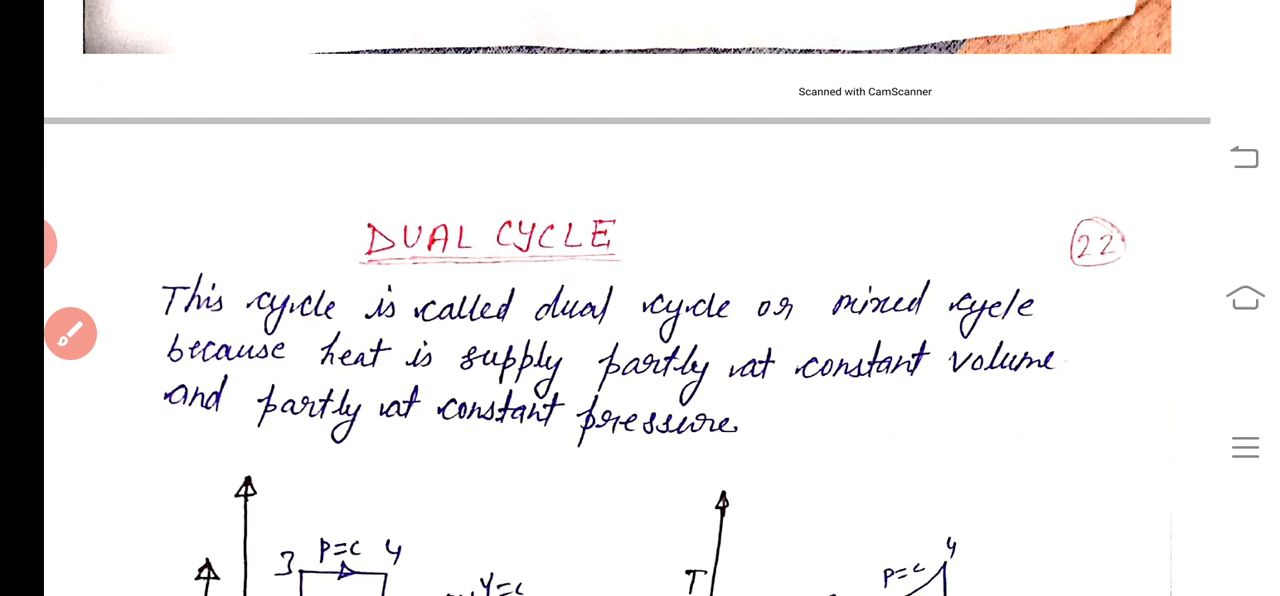 Scanned with CamScanner
DUAL CYCLE
22
This cycle is called dual cycle or mixed cycle
because heat is supply partly at constant volume
and partly at constant pressure.
3 P=C 4
V=C
T
4
P=C